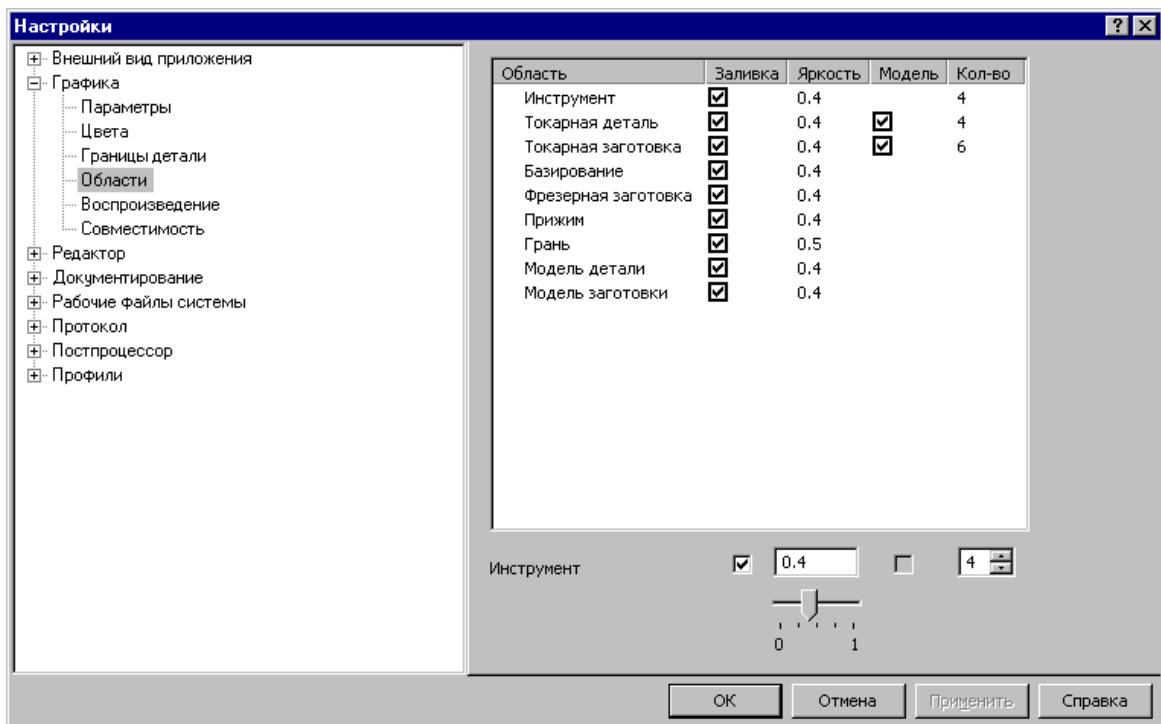 Настройки
Внешний вид приложения
Графика
Параметры
Цвета
Границы детали
Области
Воспроизведение
Совместимость
Редактор
Документирование
Рабочие файлы системы
Протокол
Постпроцессор
Профили
Область Заливка Яркость Модель Кол-во
Инструмент 0.4 4
Токарная деталь 0.4 4
Токарная заготовка 0.4 6
Базирование 0.4
Фрезерная заготовка 0.4
Прижим 0.4
Грань 0.5
Модель детали 0.4
Модель заготовки 0.4
Инструмент 0.4 4
0 1
ОК Отмена Применить Справка